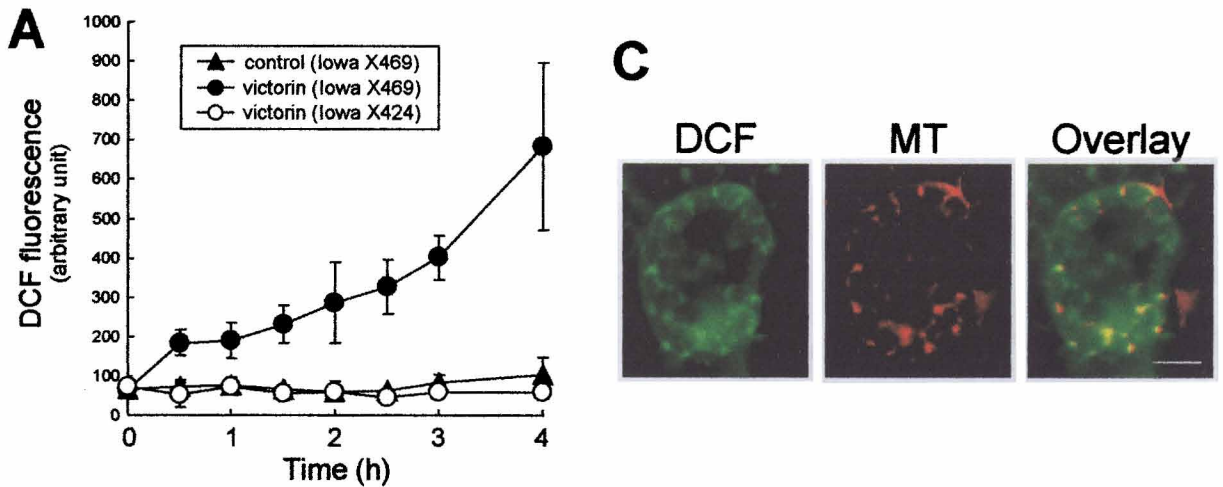 A
DCF fluorescence
(arbitrary unit)
1000
900
800
700
600
500
400
300
200
100
0
control (Iowa X469)
victorin (Iowa X469)
victorin (Iowa X424)
0 1 2 3 4
Time (h)
C
DCF MT Overlay